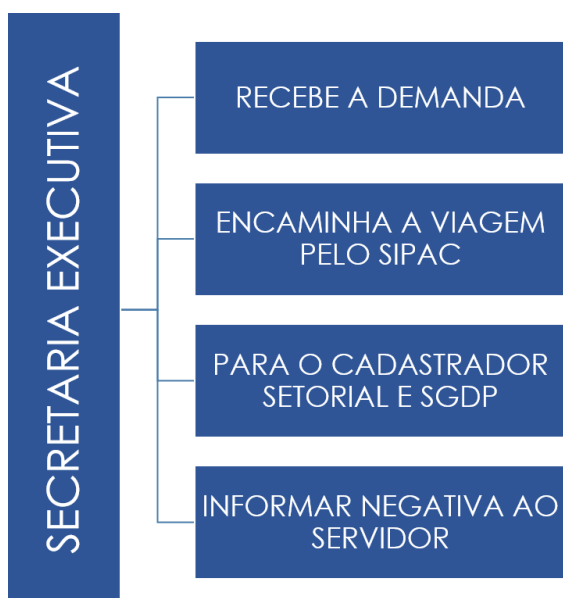 SECRETARIA EXECUTIVA
RECEBE A DEMANDA
ENCAMINHA A VIAGEM
PELO SIPAC
PARA O CADASTRADOR
SETORIAL E SGDP
INFORMAR NEGATIVA AO
SERVIDOR